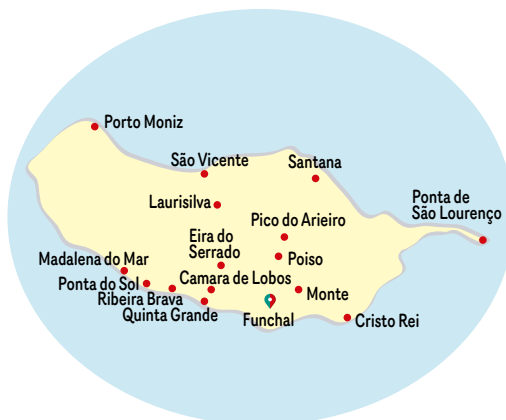 Porto Moniz
São Vicente
Santana
Laurisilva
Ponta de
São Lourenço
Pico do Arieiro
Eira do
Serrado
Poiso
Madalena do Mar
Camara de Lobos
Ponta do Sol
Ribeira Brava
Monte
Quinta Grande
Funchal
Cristo Rei